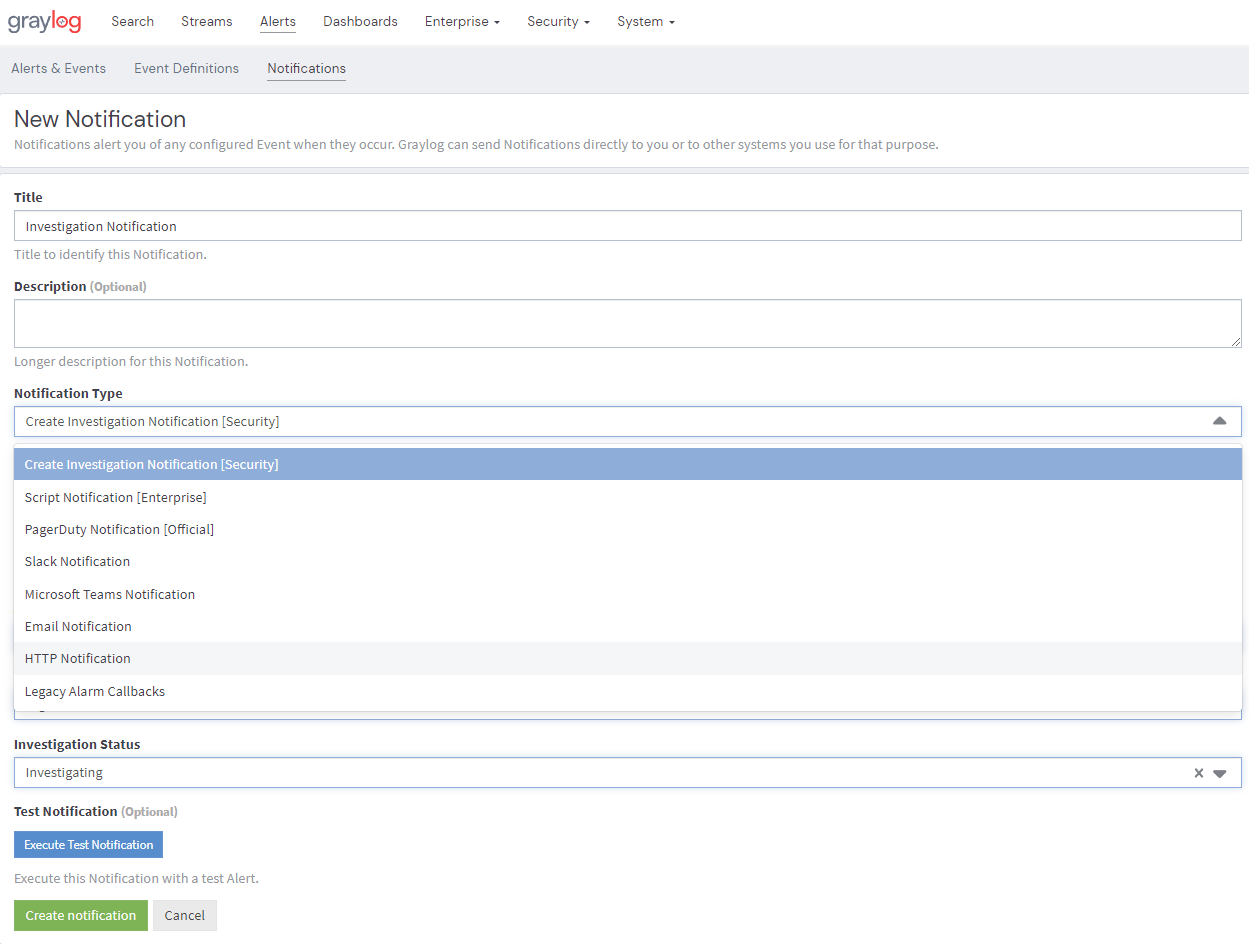 graylog Search Streams Alerts Dashboards Enterprise Security System
Alerts & Events Event Definitions Notifications
New Notification
Notifications alert you of any configured Event when they occur. Graylog can send Notifications directly to you or to other systems you use for that purpose.
Title
Investigation Notification
Title to identify this Notification.
Description (Optional)
Longer description for this Notification.
Notification Type
Create Investigation Notification [Security]
Create Investigation Notification [Security]
Script Notification [Enterprise]
PagerDuty Notification [Official]
Slack Notification
Microsoft Teams Notification
Email Notification
HTTP Notification
Legacy Alarm Callbacks
Investigation Status
Investigating
Test Notification (Optional)
Execute Test Notification
Execute this Notification with a test Alert.
Create notification Cancel